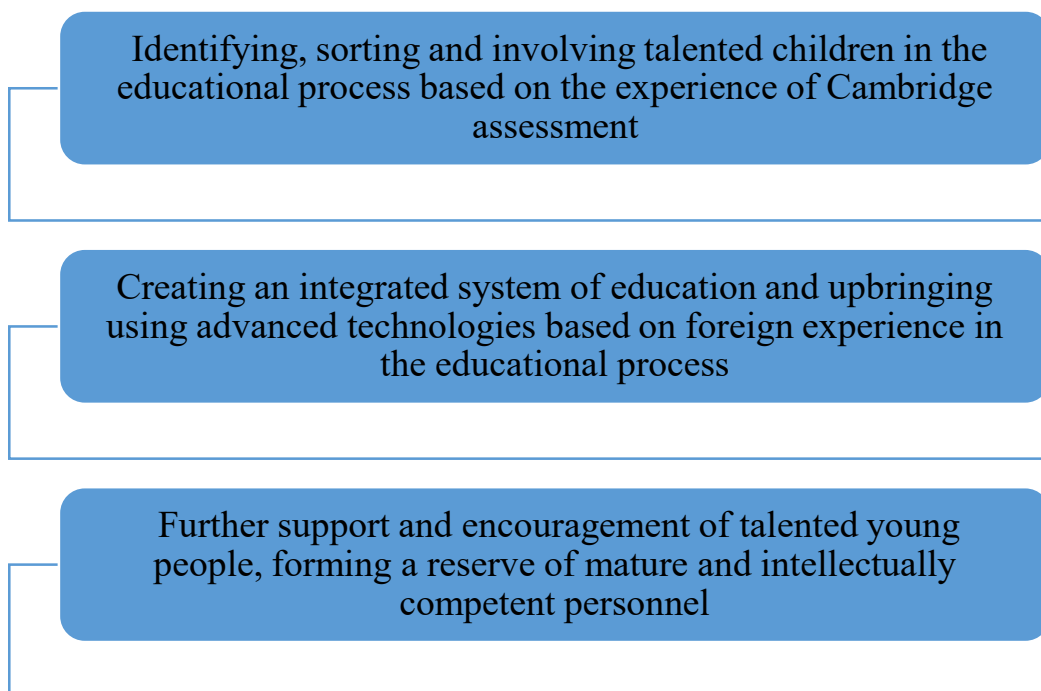 Identifying, sorting and involving talented children in the
educational process based on the experience of Cambridge
assessment
Creating an integrated system of education and upbringing
using advanced technologies based on foreign experience in
the educational process
Further support and encouragement of talented young
people, forming a reserve of mature and intellectually
competent personnel